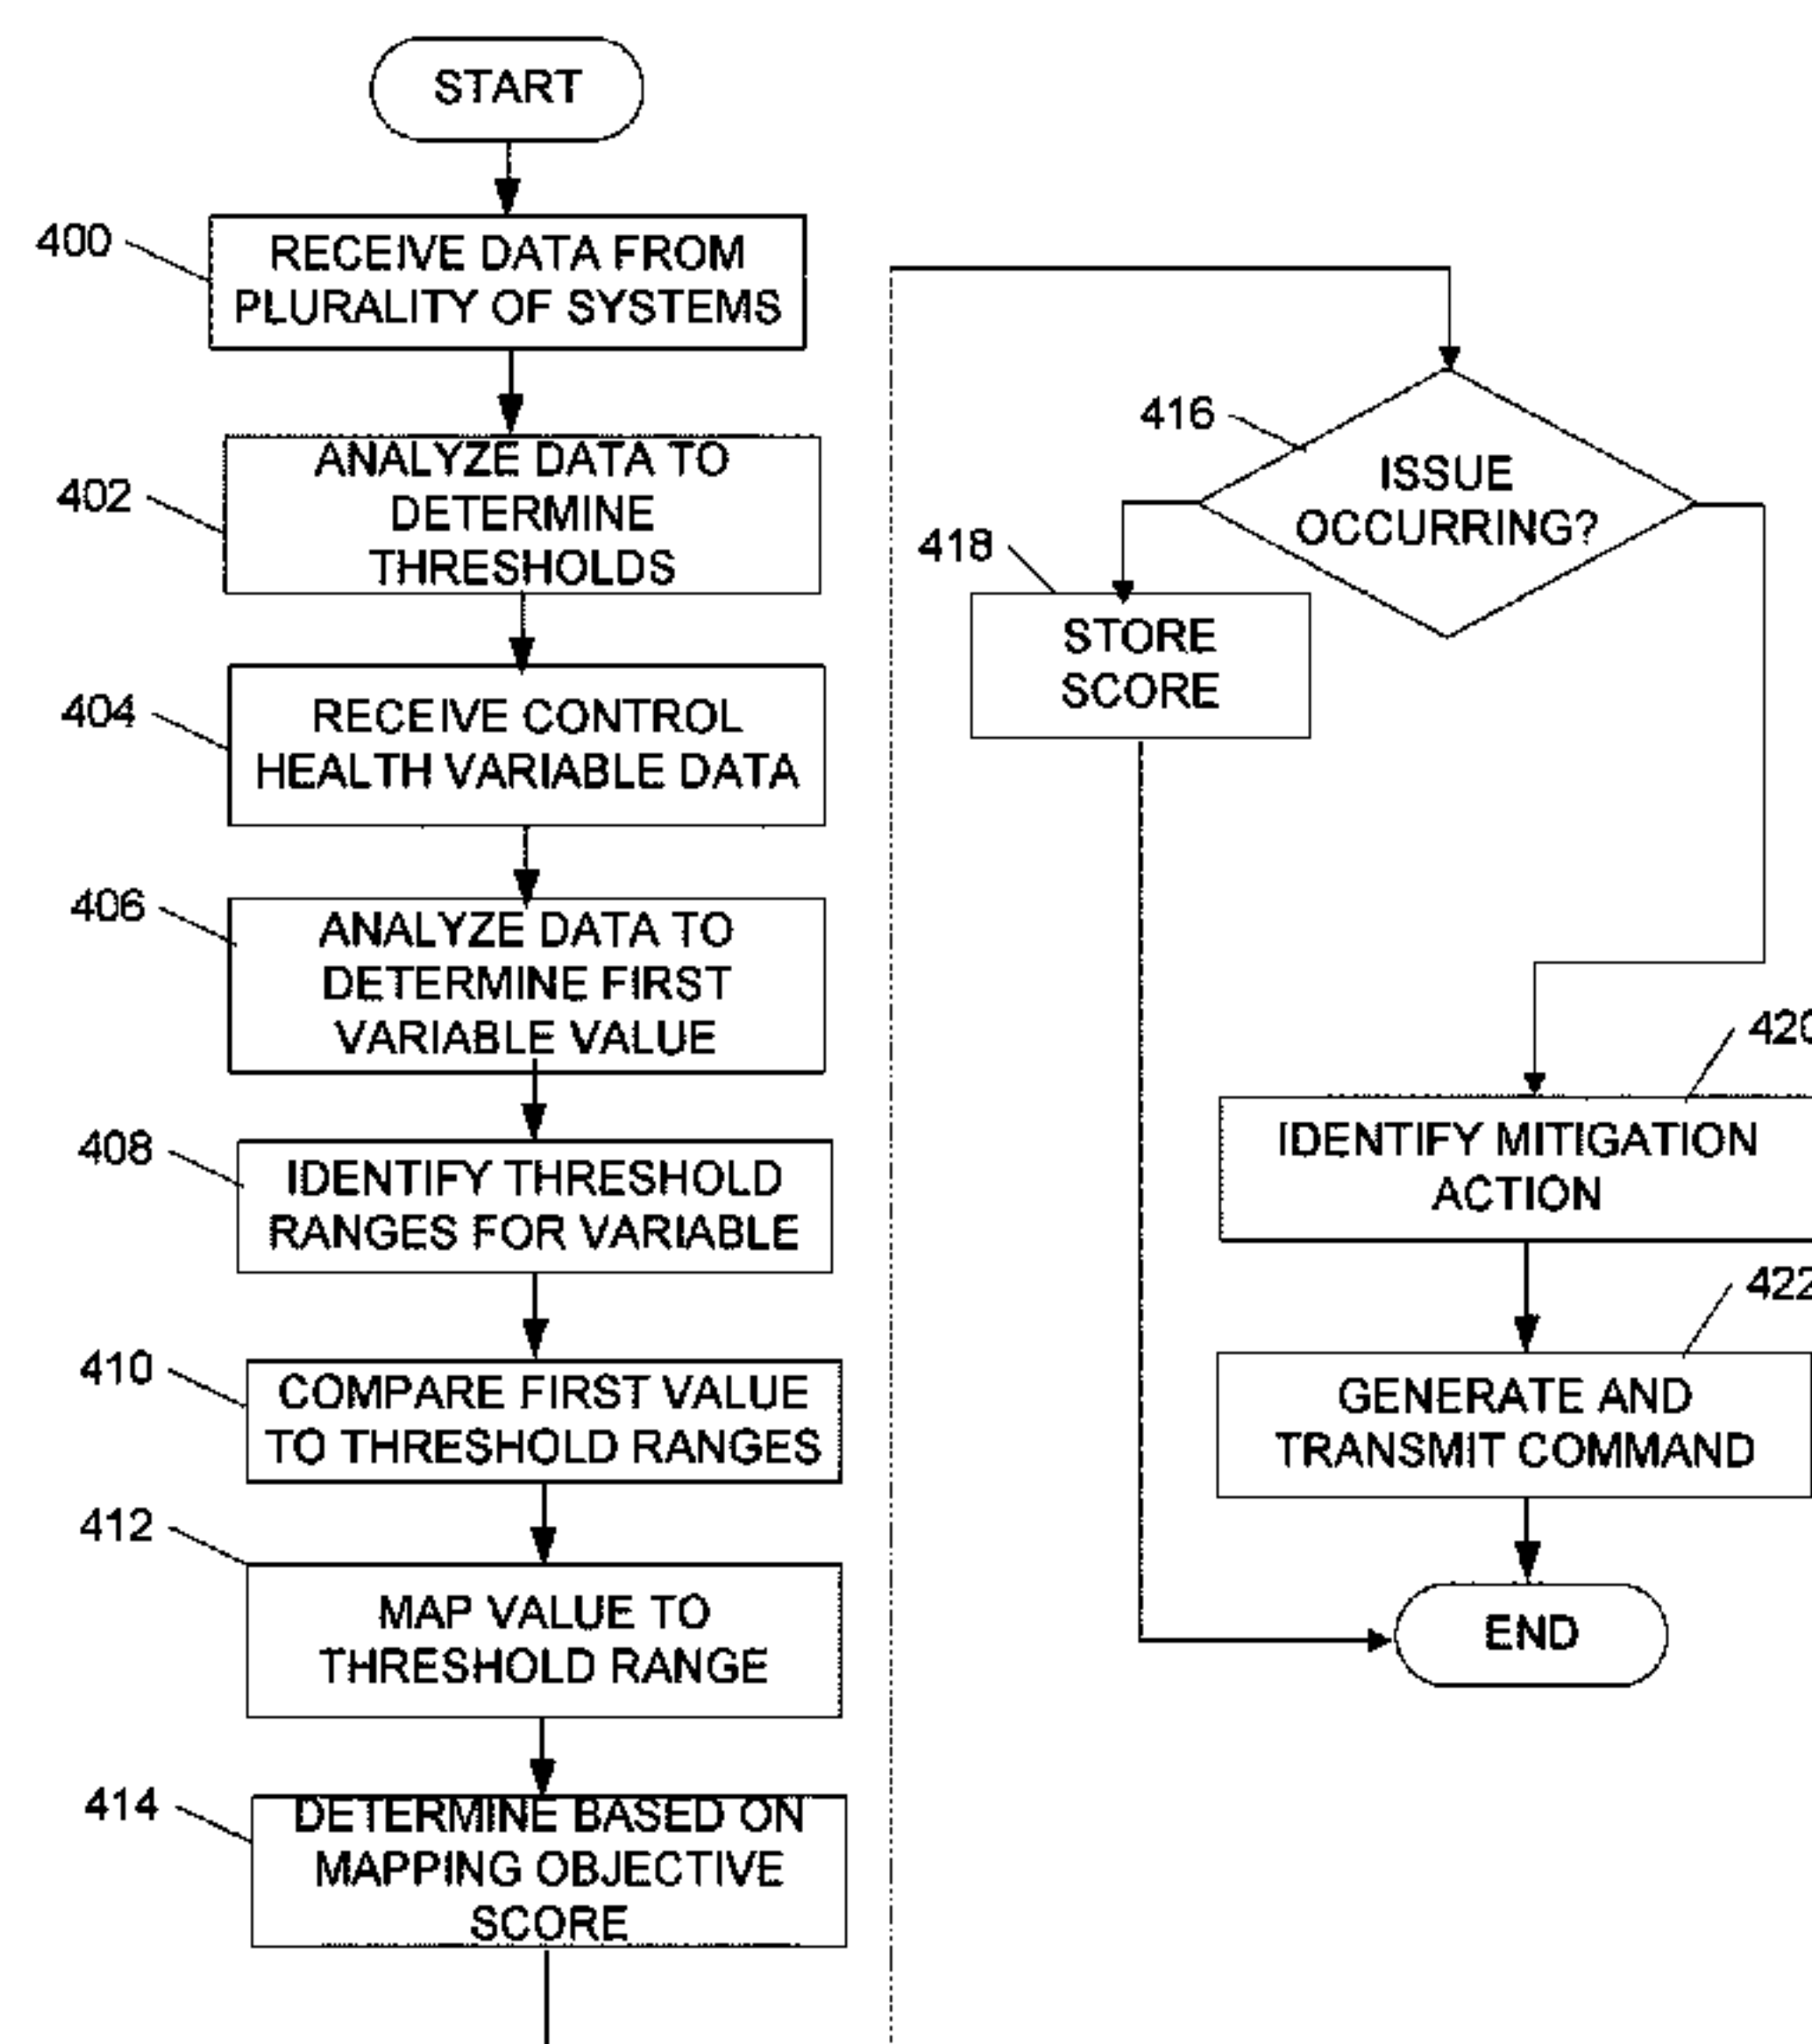 START
400
RECEIVE DATA FROM
PLURALITY OF SYSTEMS
402
ANALYZE DATA TO
DETERMINE
THRESHOLDS
404
RECEIVE CONTROL
HEALTH VARIABLE DATA
406
ANALYZE DATA TO
DETERMINE FIRST
VARIABLE VALUE
408
IDENTIFY THRESHOLD
RANGES FOR VARIABLE
410
COMPARE FIRST VALUE
TO THRESHOLD RANGES
412
MAP VALUE TO
THRESHOLD RANGE
414
DETERMINE BASED ON
MAPPING OBJECTIVE
SCORE
416
ISSUE
OCCURRING?
418
STORE
SCORE
420
IDENTIFY MITIGATION
ACTION
422
GENERATE AND
TRANSMIT COMMAND
END